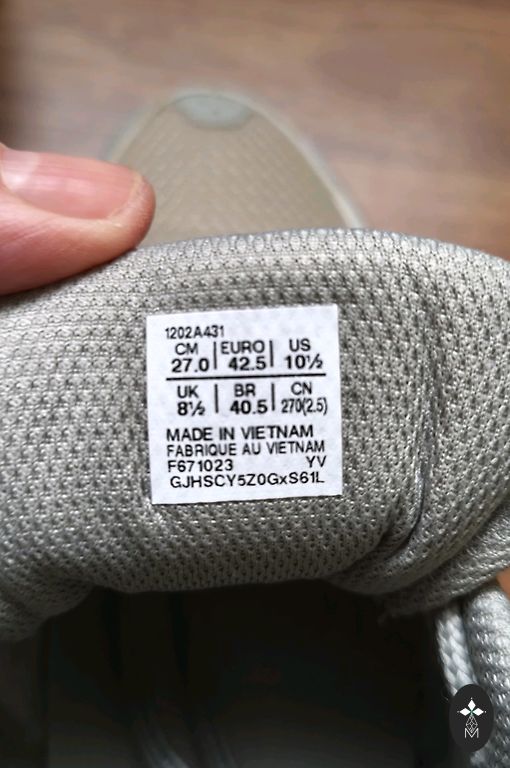 1202A431
CM | EURO | US
27.0 | 42.5 | 10½
UK | BR | CN
8½ | 40.5 | 270(2.5)
MADE IN VIETNAM
FABRIQUE AU VIETNAM
F671023 YV
GJHSCY5Z0GxS61L
M